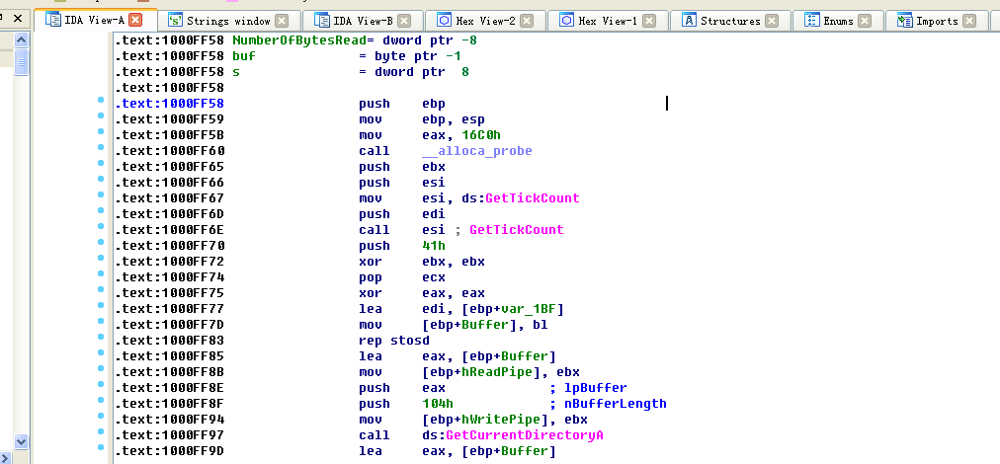 IDA View-A Strings window IDA View-B Hex View-2 Hex View-1 Structures Enums Imports
.text:1000FF58 NumberOfBytesRead= dword ptr -8
.text:1000FF58 buf = byte ptr -1
.text:1000FF58 s = dword ptr 8
.text:1000FF58
.text:1000FF58 push ebp
.text:1000FF59 mov ebp, esp
.text:1000FF5B mov eax, 16C0h
.text:1000FF60 call __alloca_probe
.text:1000FF65 push ebx
.text:1000FF66 push esi
.text:1000FF67 mov esi, ds:GetTickCount
.text:1000FF6D push edi
.text:1000FF6E call esi ; GetTickCount
.text:1000FF70 push 41h
.text:1000FF72 xor ebx, ebx
.text:1000FF74 pop ecx
.text:1000FF75 xor eax, eax
.text:1000FF77 lea edi, [ebp+var_1BF]
.text:1000FF7D mov [ebp+Buffer], bl
.text:1000FF83 rep stosd
.text:1000FF85 lea eax, [ebp+Buffer]
.text:1000FF8B mov [ebp+hReadPipe], ebx
.text:1000FF8E push eax ; lpBuffer
.text:1000FF8F push 104h ; nBufferLength
.text:1000FF94 mov [ebp+hWritePipe], ebx
.text:1000FF97 call ds:GetCurrentDirectoryA
.text:1000FF9D lea eax, [ebp+Buffer]